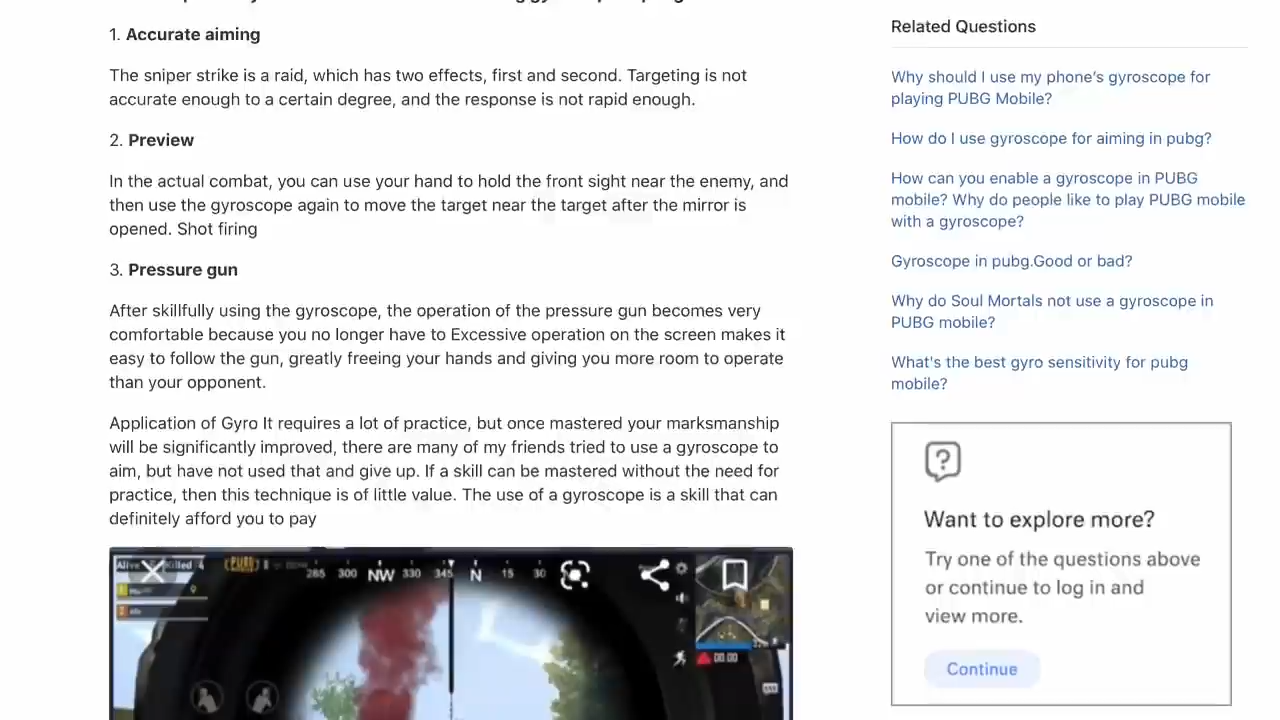 1. Accurate aiming
The sniper strike is a raid, which has two effects, first and second. Targeting is not
accurate enough to a certain degree, and the response is not rapid enough.
2. Preview
In the actual combat, you can use your hand to hold the front sight near the enemy, and
then use the gyroscope again to move the target near the target after the mirror is
opened. Shot firing
3. Pressure gun
After skillfully using the gyroscope, the operation of the pressure gun becomes very
comfortable because you no longer have to Excessive operation on the screen makes it
easy to follow the gun, greatly freeing your hands and giving you more room to operate
than your opponent.
Application of Gyro It requires a lot of practice, but once mastered your marksmanship
will be significantly improved, there are many of my friends tried to use a gyroscope to
aim, but have not used that and give up. If a skill can be mastered without the need for
practice, then this technique is of little value. The use of a gyroscope is a skill that can
definitely afford you to pay
Alive
Killed 4
PUBG
285 300 NW 330 345 N 15 30
00:00
Related Questions
Why should I use my phone's gyroscope for
playing PUBG Mobile?
How do I use gyroscope for aiming in pubg?
How can you enable a gyroscope in PUBG
mobile? Why do people like to play PUBG mobile
with a gyroscope?
Gyroscope in pubg.Good or bad?
Why do Soul Mortals not use a gyroscope in
PUBG mobile?
What's the best gyro sensitivity for pubg
mobile?
Want to explore more?
Try one of the questions above
or continue to log in and
view more.
Continue